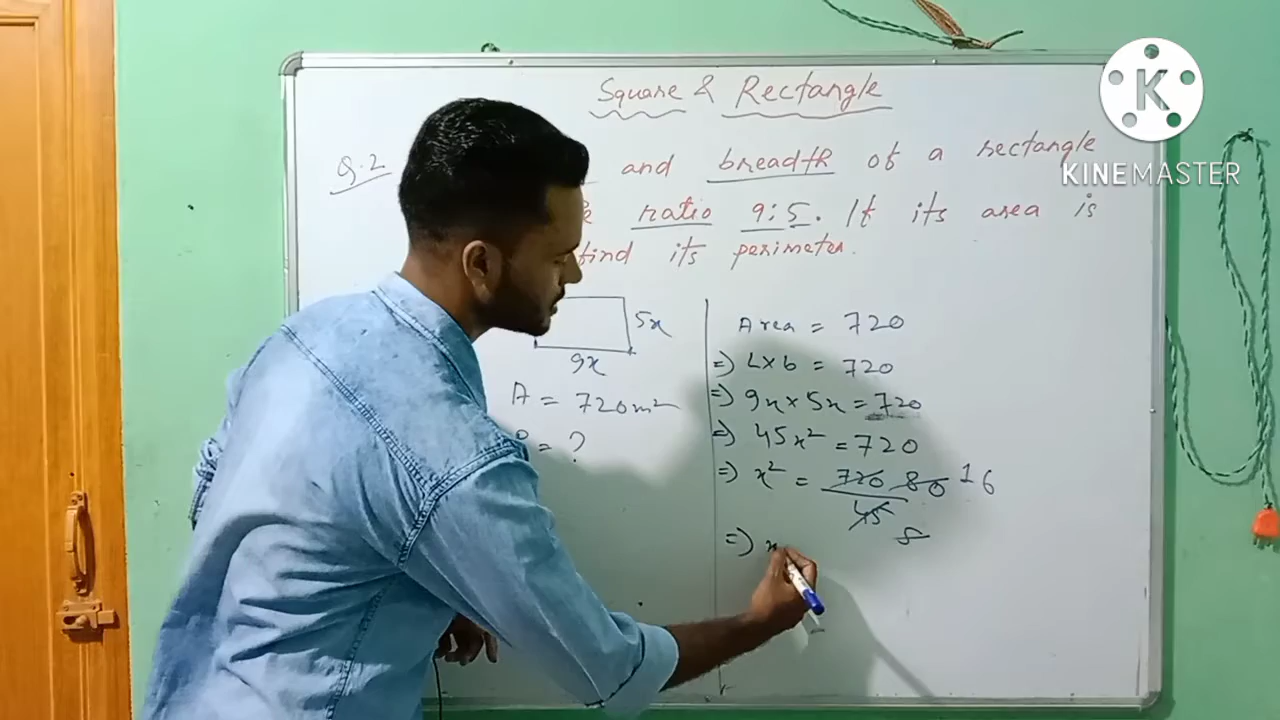 Square & Rectangle
Q.2 and breadth of a rectangle
ratio 9:5. If its area is
find its perimeter.
5x
9x
A = 720m²
= ?
Area = 720
=) L×b = 720
=) 9x×5x = 720
=) 45x² = 720
=) x² = 720 80 16
45
=) x
K
KINEMASTER